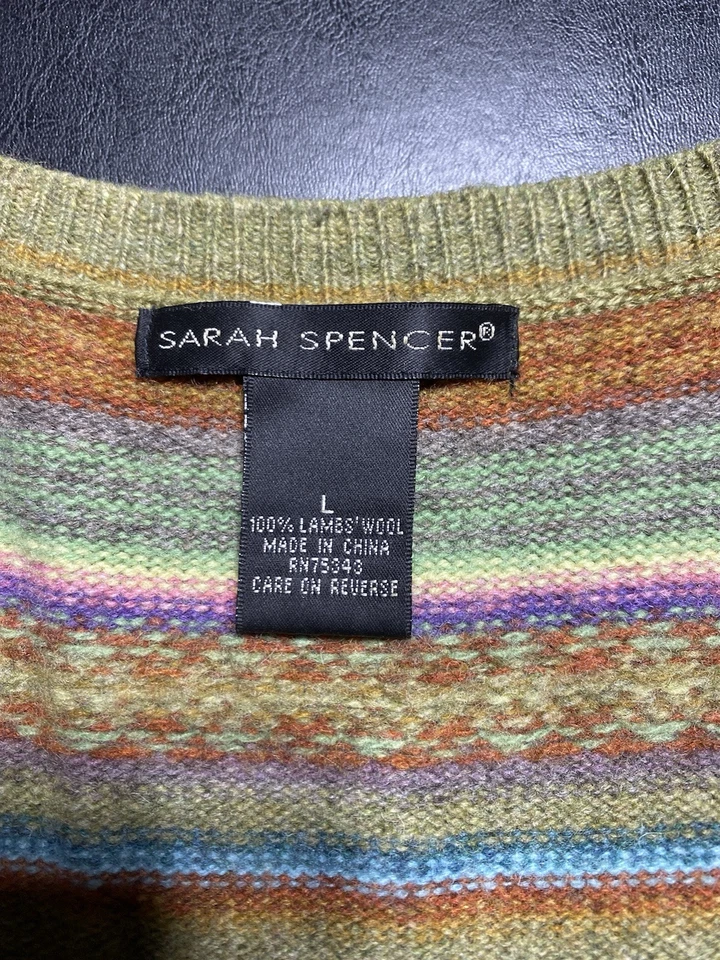 SARAH SPENCER®
L
100% LAMBS' WOOL
MADE IN CHINA
RN75343
CARE ON REVERSE